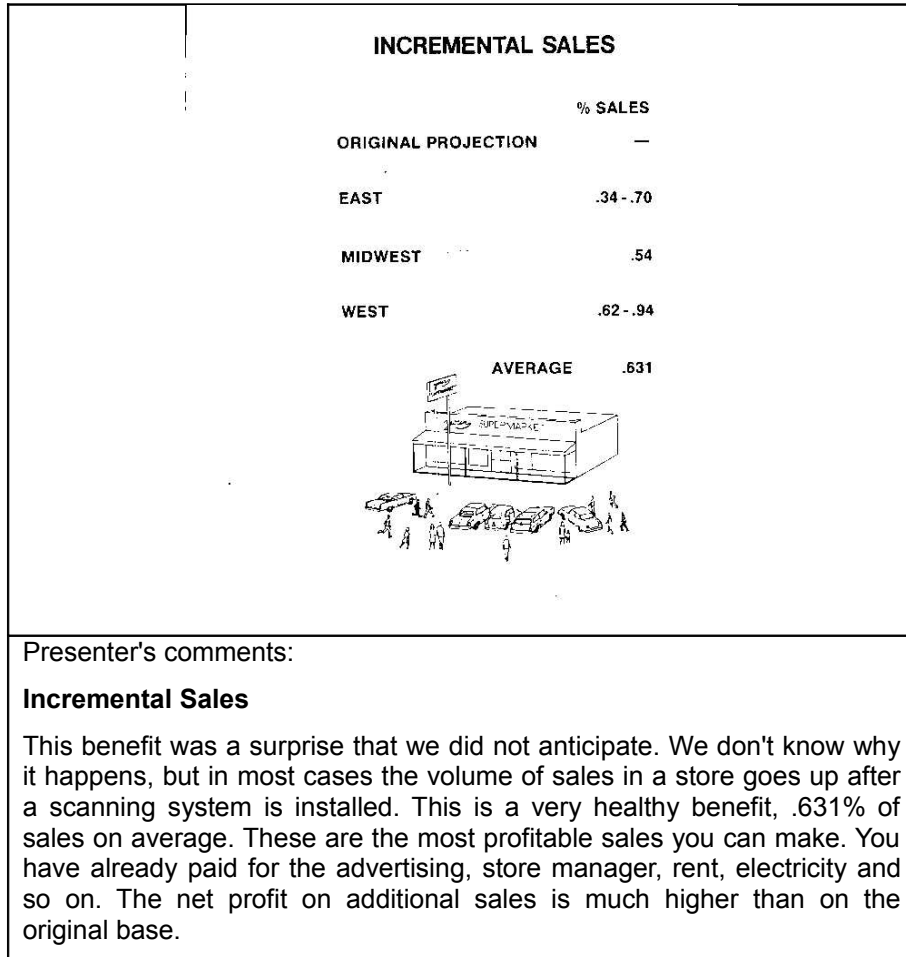 INCREMENTAL SALES
% SALES
ORIGINAL PROJECTION —
EAST .34 - .70
MIDWEST .54
WEST .62 - .94
AVERAGE .631
SUPERMARKET
Presenter's comments:
Incremental Sales
This benefit was a surprise that we did not anticipate. We don't know why
it happens, but in most cases the volume of sales in a store goes up after
a scanning system is installed. This is a very healthy benefit, .631% of
sales on average. These are the most profitable sales you can make. You
have already paid for the advertising, store manager, rent, electricity and
so on. The net profit on additional sales is much higher than on the
original base.